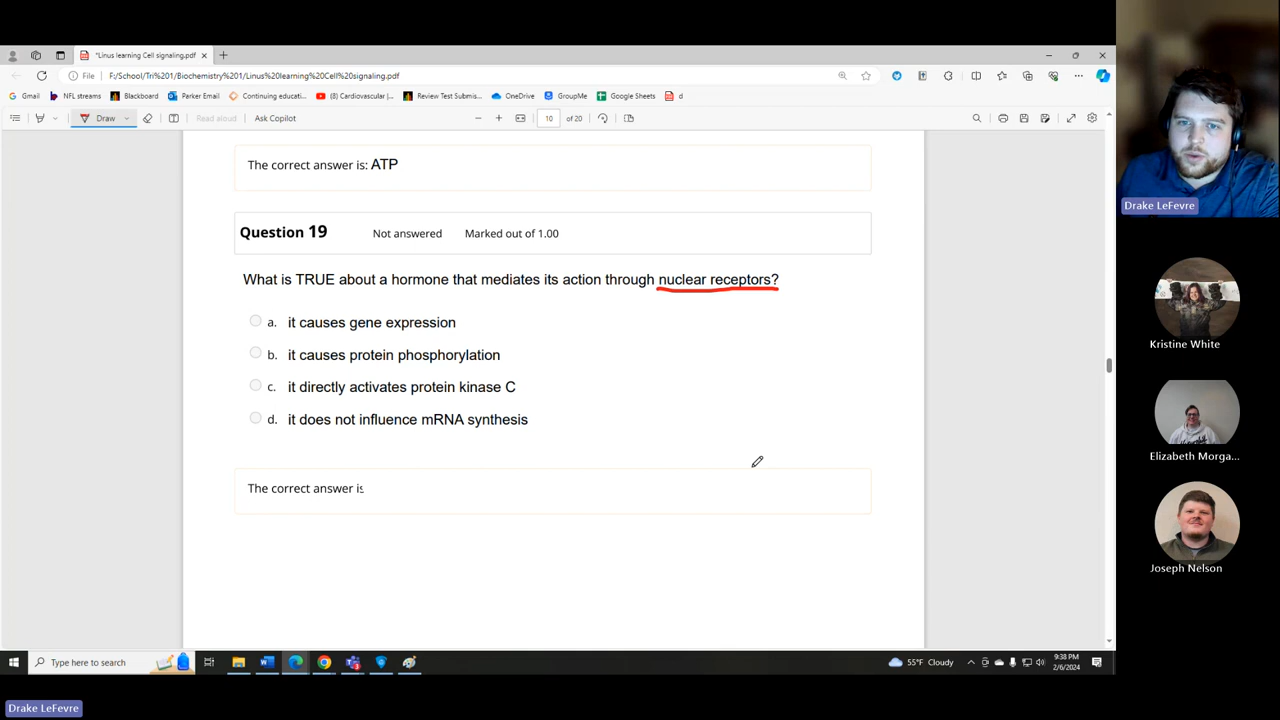 *Linus learning Cell signaling.pdf
File
F:/School/Tri%201/Biochemistry%201/Linus%20learning%20Cell%20signaling.pdf
Gmail NFL streams Blackboard Parker Email Continuing educati... (8) Cardiovascular |... Review Test Submis... OneDrive GroupMe Google Sheets d
Draw Read aloud Ask Copilot 10 of 20
The correct answer is: ATP
Question 19 Not answered Marked out of 1.00
What is TRUE about a hormone that mediates its action through nuclear receptors?
a. it causes gene expression
b. it causes protein phosphorylation
c. it directly activates protein kinase C
d. it does not influence mRNA synthesis
The correct answer is
Type here to search
55°F Cloudy
9:38 PM
2/6/2024
Drake LeFevre
Kristine White
Elizabeth Morga...
Joseph Nelson
Drake LeFevre